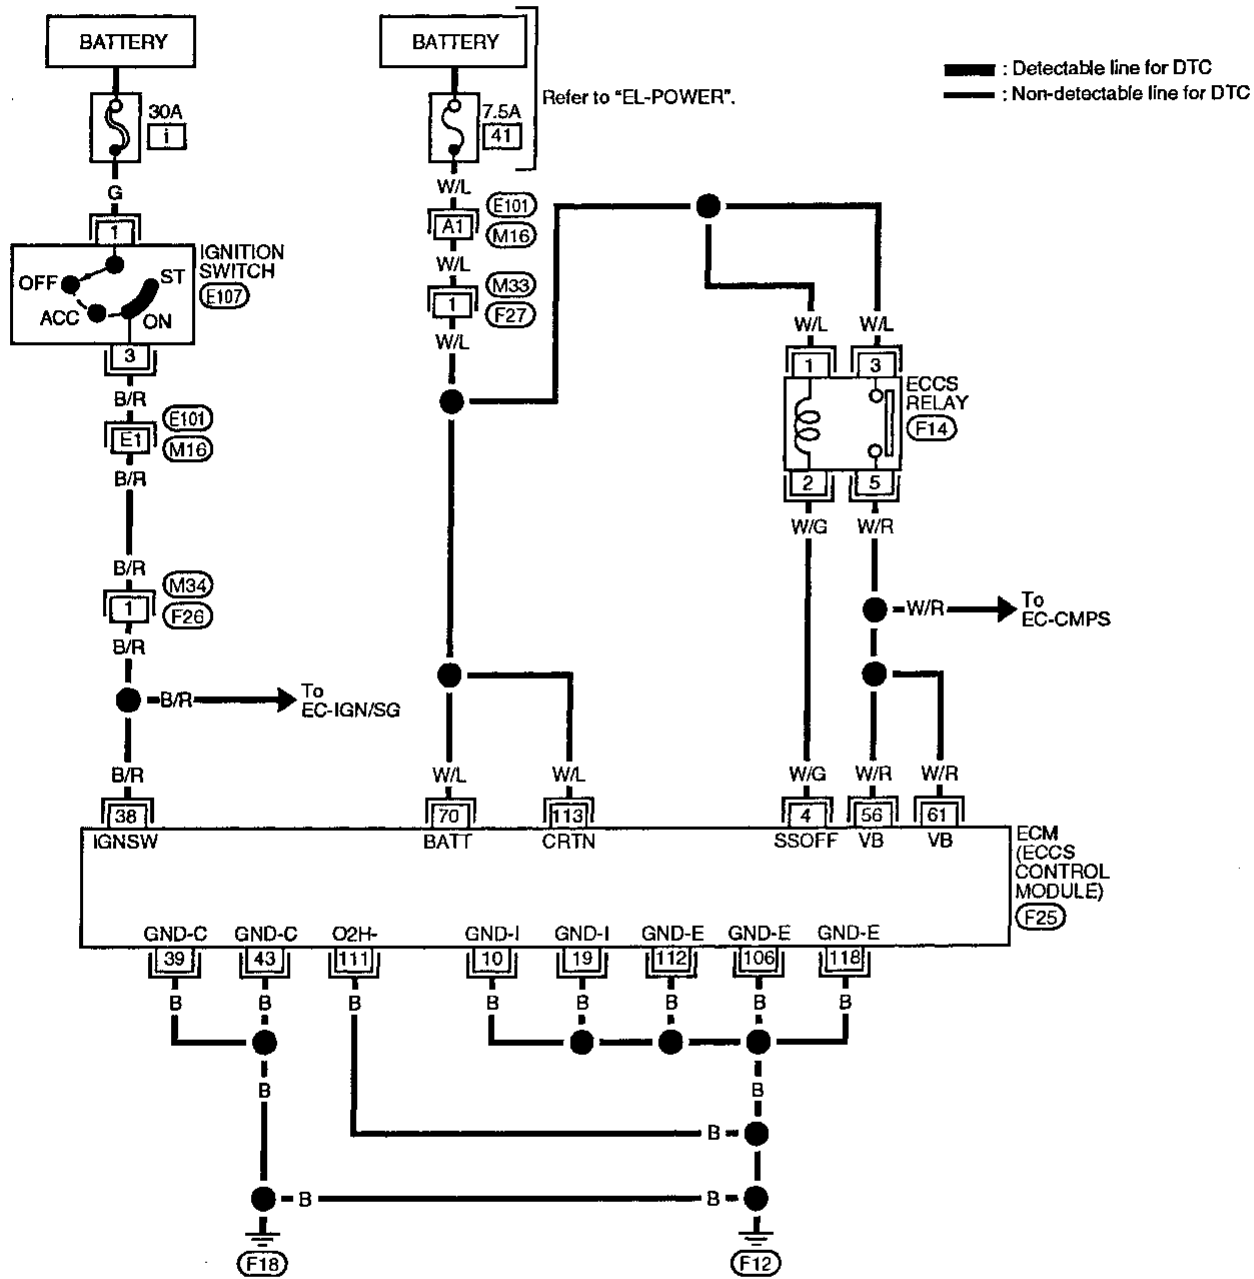 BATTERY
BATTERY
: Detectable line for DTC
: Non-detectable line for DTC
Refer to "EL-POWER".
30A
i
7.5A
41
G
W/L
1
A1
E101
M16
IGNITION
SWITCH
E107
OFF
ST
ACC
ON
W/L
1
M33
F27
W/L
3
B/R
E1
E101
M16
B/R
W/L
W/L
1
3
ECCS
RELAY
F14
2
5
W/G
W/R
B/R
1
M34
F26
B/R
W/R
To
EC-CMPS
B/R
To
EC-IGN/SG
B/R
W/L
W/L
W/G
W/R
W/R
38
70
113
4
56
61
IGNSW
BATT
CRTN
SSOFF
VB
VB
ECM
(ECCS
CONTROL
MODULE)
F25
GND-C
GND-C
O2H-
GND-I
GND-I
GND-E
GND-E
GND-E
39
43
111
10
19
112
106
118
B
B
B
B
B
B
B
B
B
B
B
B
B
F18
F12